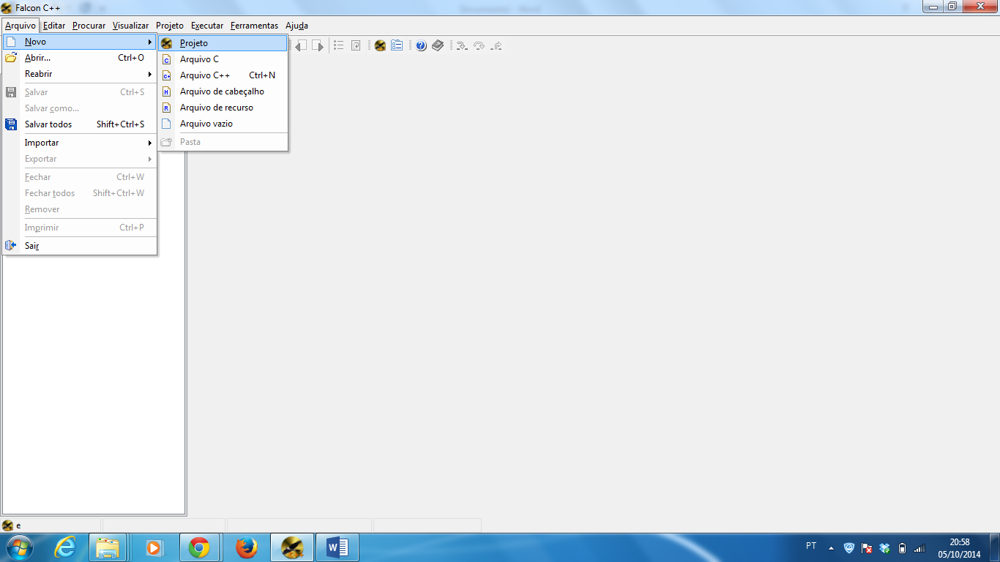 Falcon C++
Arquivo Editar Procurar Visualizar Projeto Executar Ferramentas Ajuda
Novo
Abrir... Ctrl+O
Reabrir
Salvar Ctrl+S
Salvar como...
Salvar todos Shift+Ctrl+S
Importar
Exportar
Fechar Ctrl+W
Fechar todos Shift+Ctrl+W
Remover
Imprimir Ctrl+P
Sair
Projeto
Arquivo C
Arquivo C++ Ctrl+N
Arquivo de cabeçalho
Arquivo de recurso
Arquivo vazio
Pasta
e
PT
20:58
05/10/2014